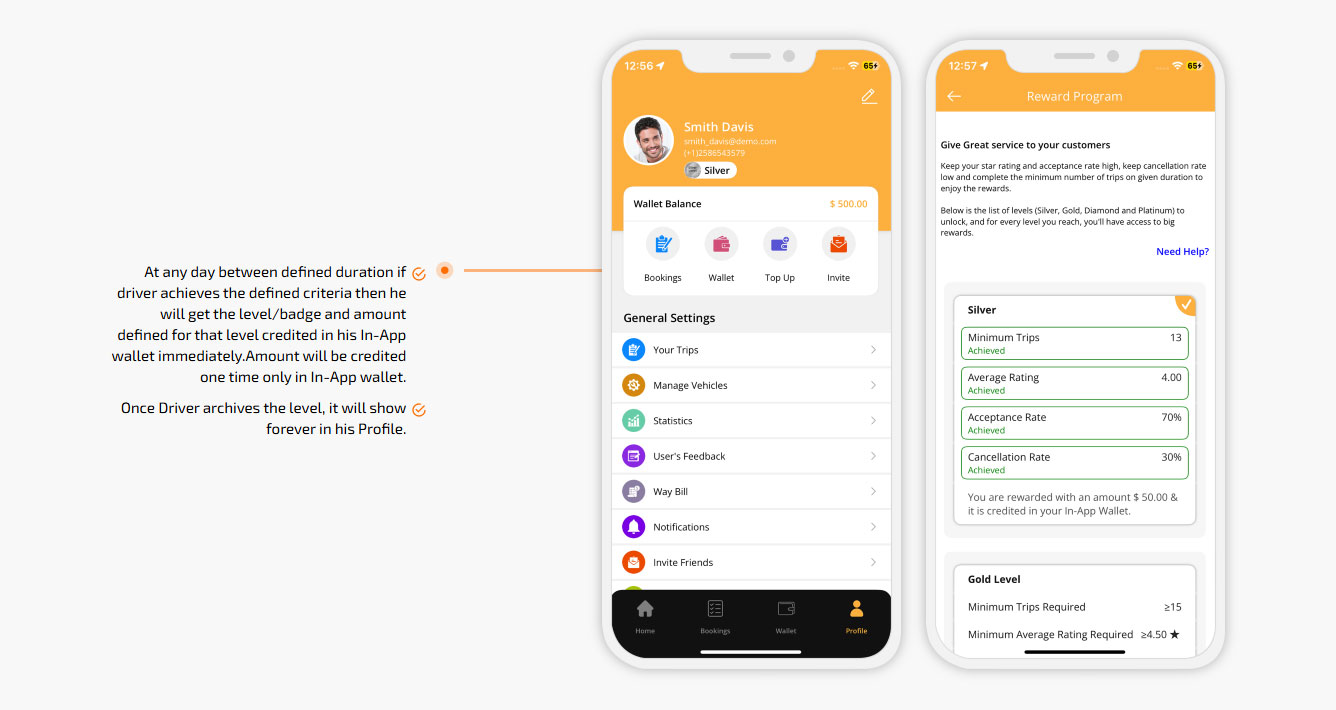 At any day between defined duration if
driver achieves the defined criteria then he
will get the level/badge and amount
defined for that level credited in his In-App
wallet immediately.Amount will be credited
one time only in In-App wallet.
Once Driver archives the level, it will show
forever in his Profile.
12:56
65
Smith Davis
smith_davis@demo.com
(+1)2586543579
Silver
Wallet Balance
$ 500.00
Bookings
Wallet
Top Up
Invite
General Settings
Your Trips
Manage Vehicles
Statistics
User's Feedback
Way Bill
Notifications
Invite Friends
Home
Bookings
Wallet
Profile
12:57
65
Reward Program
Give Great service to your customers
Keep your star rating and acceptance rate high, keep cancellation rate
low and complete the minimum number of trips on given duration to
enjoy the rewards.
Below is the list of levels (Silver, Gold, Diamond and Platinum) to
unlock, and for every level you reach, you'll have access to big
rewards.
Need Help?
Silver
Minimum Trips 13
Achieved
Average Rating 4.00
Achieved
Acceptance Rate 70%
Achieved
Cancellation Rate 30%
Achieved
You are rewarded with an amount $ 50.00 &
it is credited in your In-App Wallet.
Gold Level
Minimum Trips Required ≥15
Minimum Average Rating Required ≥4.50 ★